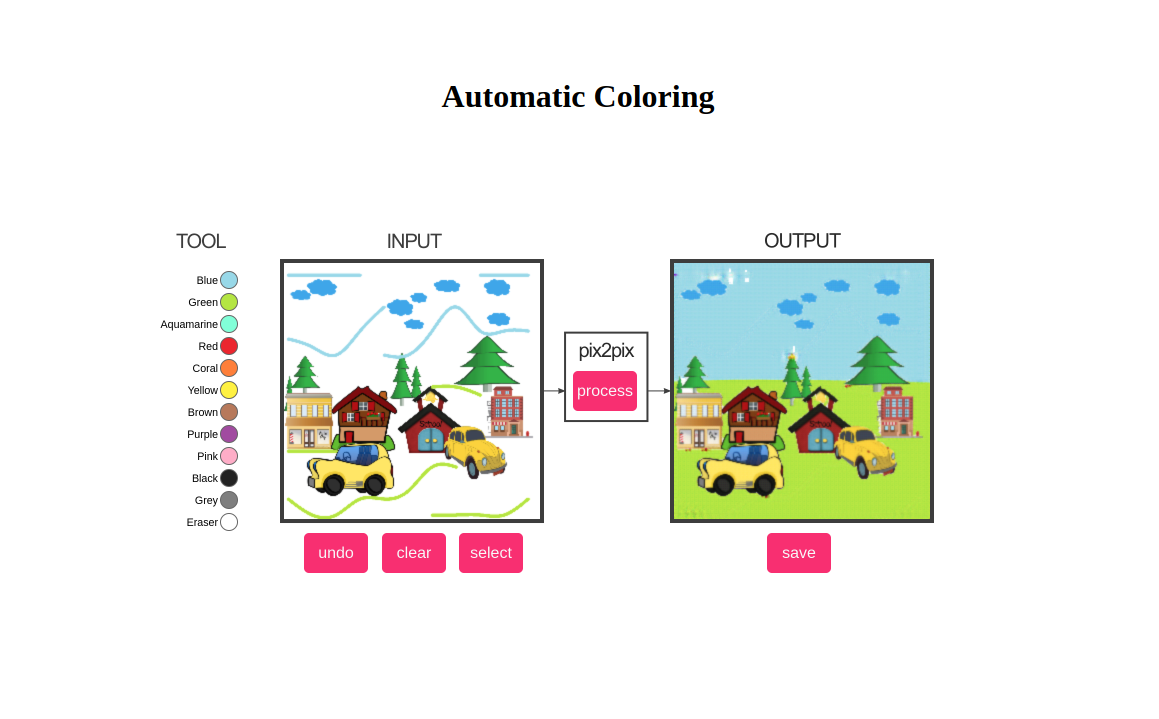 Automatic Coloring
TOOL
INPUT
OUTPUT
Blue
Green
Aquamarine
Red
Coral
Yellow
Brown
Purple
Pink
Black
Grey
Eraser
School
pix2pix
process
School
undo
clear
select
save